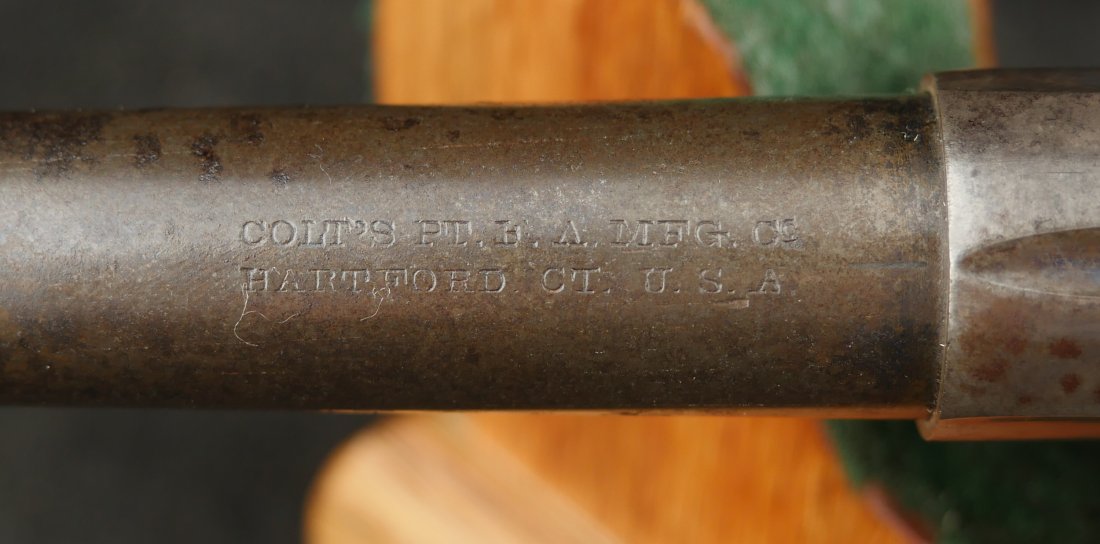 COLT'S PT. F. A. MFG. Co
HARTFORD CT. U. S. A.